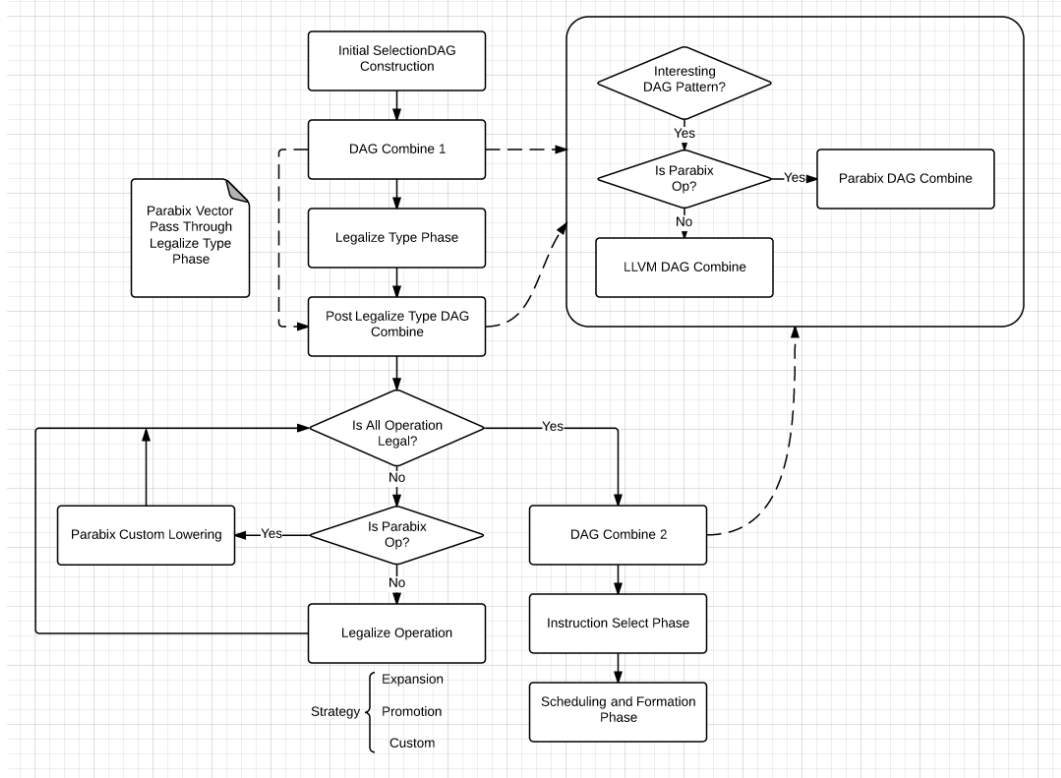 Initial SelectionDAG
Construction
DAG Combine 1
Parabix Vector
Pass Through
Legalize Type
Phase
Legalize Type Phase
Post Legalize Type DAG
Combine
Interesting
DAG Pattern?
Yes
Is Parabix
Op?
Yes
Parabix DAG Combine
No
LLVM DAG Combine
Is All Operation
Legal?
Yes
No
Is Parabix
Op?
Yes
Parabix Custom Lowering
No
Legalize Operation
Strategy
Expansion
Promotion
Custom
DAG Combine 2
Instruction Select Phase
Scheduling and Formation
Phase